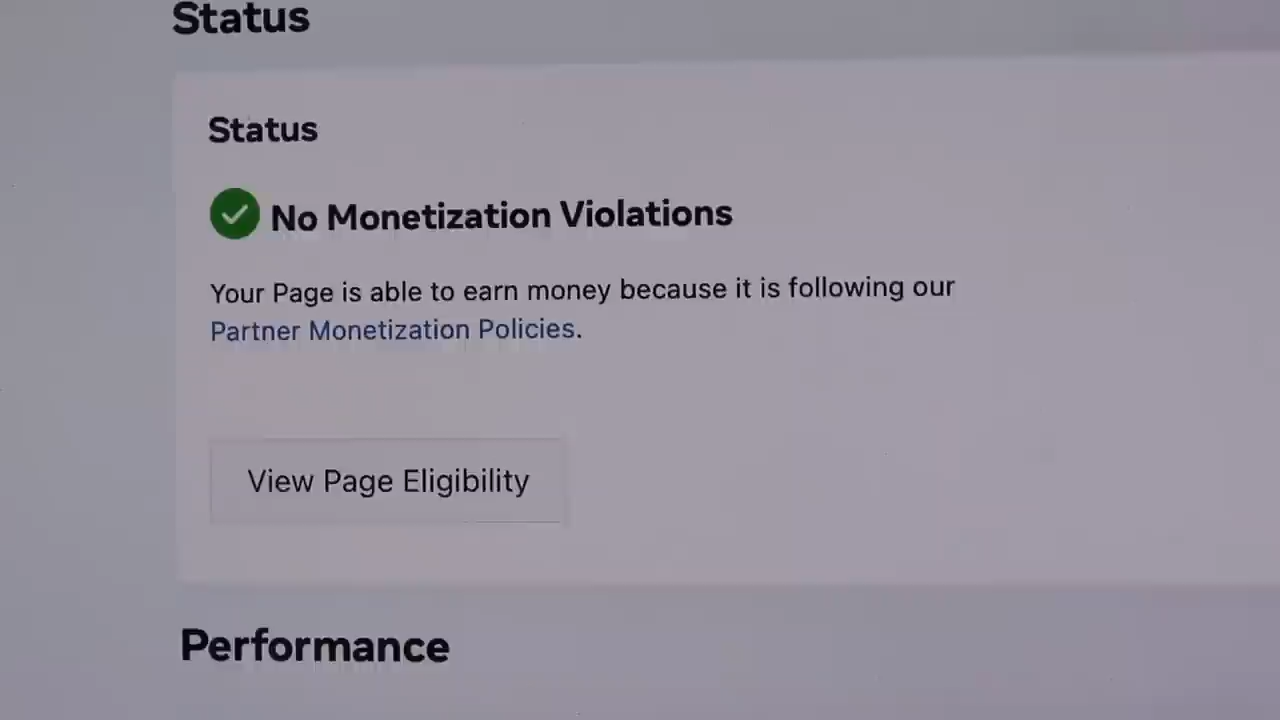 Status
Status
No Monetization Violations
Your Page is able to earn money because it is following our
Partner Monetization Policies.
View Page Eligibility
Performance